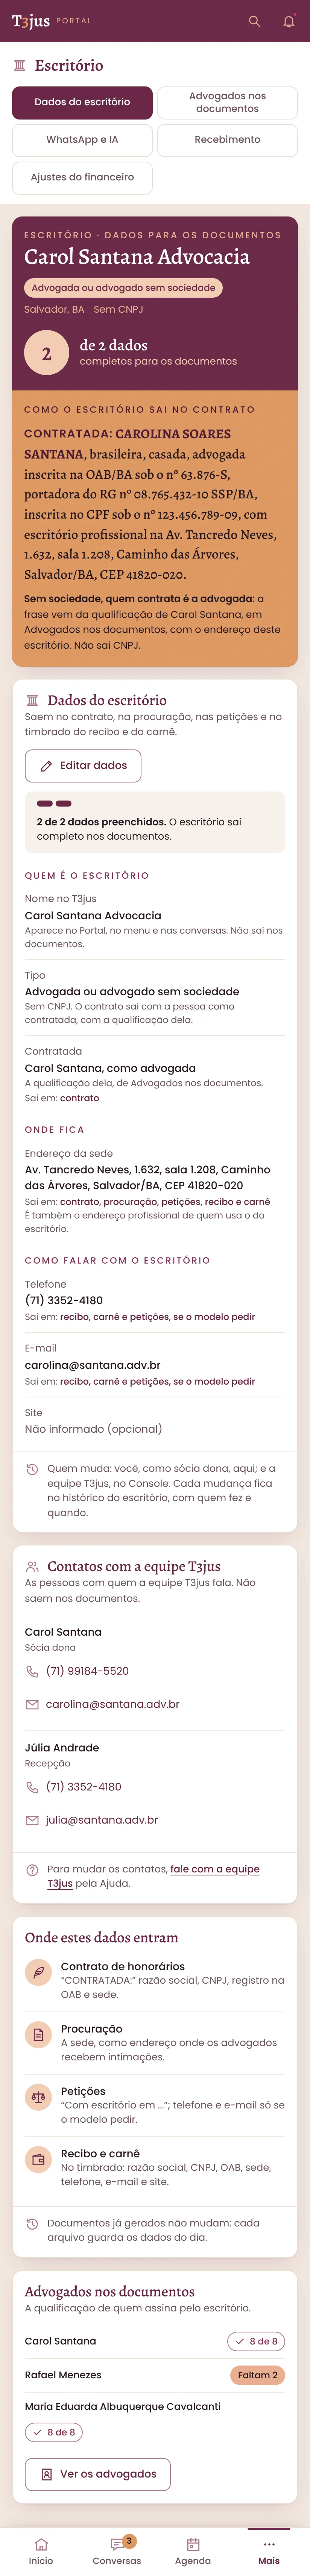 T3jus PORTAL
Escritório
Dados do escritório
Advogados nos
documentos
WhatsApp e IA
Recebimento
Ajustes do financeiro
ESCRITÓRIO · DADOS PARA OS DOCUMENTOS
Carol Santana Advocacia
Advogada ou advogado sem sociedade
Salvador, BA Sem CNPJ
2
de 2 dados
completos para os documentos
COMO O ESCRITÓRIO SAI NO CONTRATO
CONTRATADA: CAROLINA SOARES
SANTANA, brasileira, casada, advogada
inscrita na OAB/BA sob o nº 63.876-S,
portadora do RG nº 08.765.432-10 SSP/BA,
inscrita no CPF sob o nº 123.456.789-09, com
escritório profissional na Av. Tancredo Neves,
1.632, sala 1.208, Caminho das Árvores,
Salvador/BA, CEP 41820-020.
Sem sociedade, quem contrata é a advogada: a
frase vem da qualificação de Carol Santana, em
Advogados nos documentos, com o endereço deste
escritório. Não sai CNPJ.
Dados do escritório
Saem no contrato, na procuração, nas petições e no
timbrado do recibo e do carnê.
Editar dados
2 de 2 dados preenchidos. O escritório sai
completo nos documentos.
QUEM É O ESCRITÓRIO
Nome no T3jus
Carol Santana Advocacia
Aparece no Portal, no menu e nas conversas. Não sai nos
documentos.
Tipo
Advogada ou advogado sem sociedade
Sem CNPJ. O contrato sai com a pessoa como
contratada, com a qualificação dela.
Contratada
Carol Santana, como advogada
A qualificação dela, de Advogados nos documentos.
Sai em: contrato
ONDE FICA
Endereço da sede
Av. Tancredo Neves, 1.632, sala 1.208, Caminho
das Árvores, Salvador/BA, CEP 41820-020
Sai em: contrato, procuração, petições, recibo e carnê
É também o endereço profissional de quem usa o do
escritório.
COMO FALAR COM O ESCRITÓRIO
Telefone
(71) 3352-4180
Sai em: recibo, carnê e petições, se o modelo pedir
E-mail
carolina@santana.adv.br
Sai em: recibo, carnê e petições, se o modelo pedir
Site
Não informado (opcional)
Quem muda: você, como sócia dona, aqui; e a
equipe T3jus, no Console. Cada mudança fica
no histórico do escritório, com quem fez e
quando.
Contatos com a equipe T3jus
As pessoas com quem a equipe T3jus fala. Não
saem nos documentos.
Carol Santana
Sócia dona
(71) 99184-5520
carolina@santana.adv.br
Júlia Andrade
Recepção
(71) 3352-4180
julia@santana.adv.br
Para mudar os contatos, fale com a equipe
T3jus pela Ajuda.
Onde estes dados entram
Contrato de honorários
“CONTRATADA:” razão social, CNPJ, registro na
OAB e sede.
Procuração
A sede, como endereço onde os advogados
recebem intimações.
Petições
“Com escritório em ...”; telefone e e-mail só se
o modelo pedir.
Recibo e carnê
No timbrado: razão social, CNPJ, OAB, sede,
telefone, e-mail e site.
Documentos já gerados não mudam: cada
arquivo guarda os dados do dia.
Advogados nos documentos
A qualificação de quem assina pelo escritório.
Carol Santana
8 de 8
Rafael Menezes
Faltam 2
Maria Eduarda Albuquerque Cavalcanti
8 de 8
Ver os advogados
3
Início
Conversas
Agenda
Mais